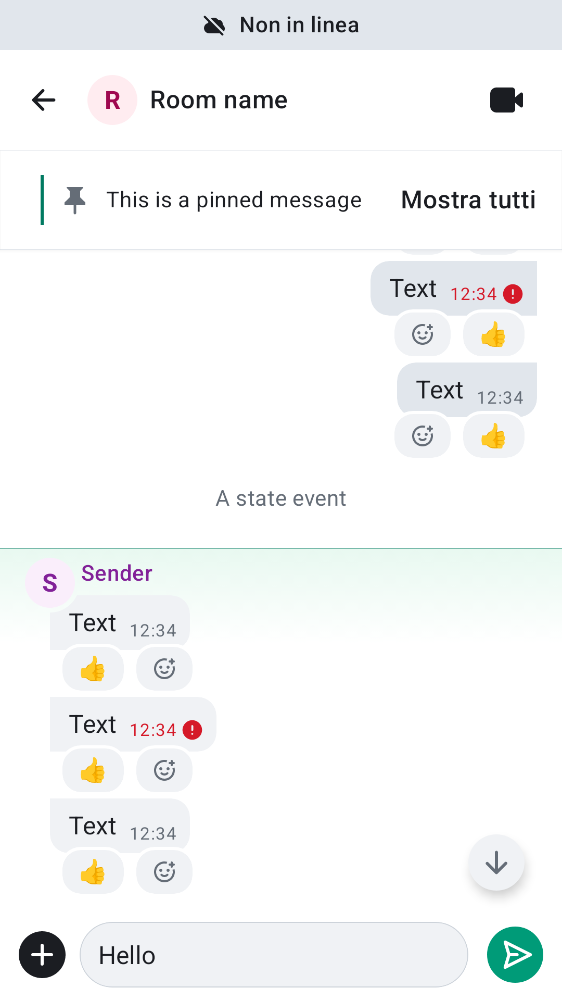 Non in linea
R Room name
This is a pinned message Mostra tutti
Text 12:34
👍
Text 12:34
👍
A state event
S Sender
Text 12:34
👍
Text 12:34
👍
Text 12:34
👍
Hello